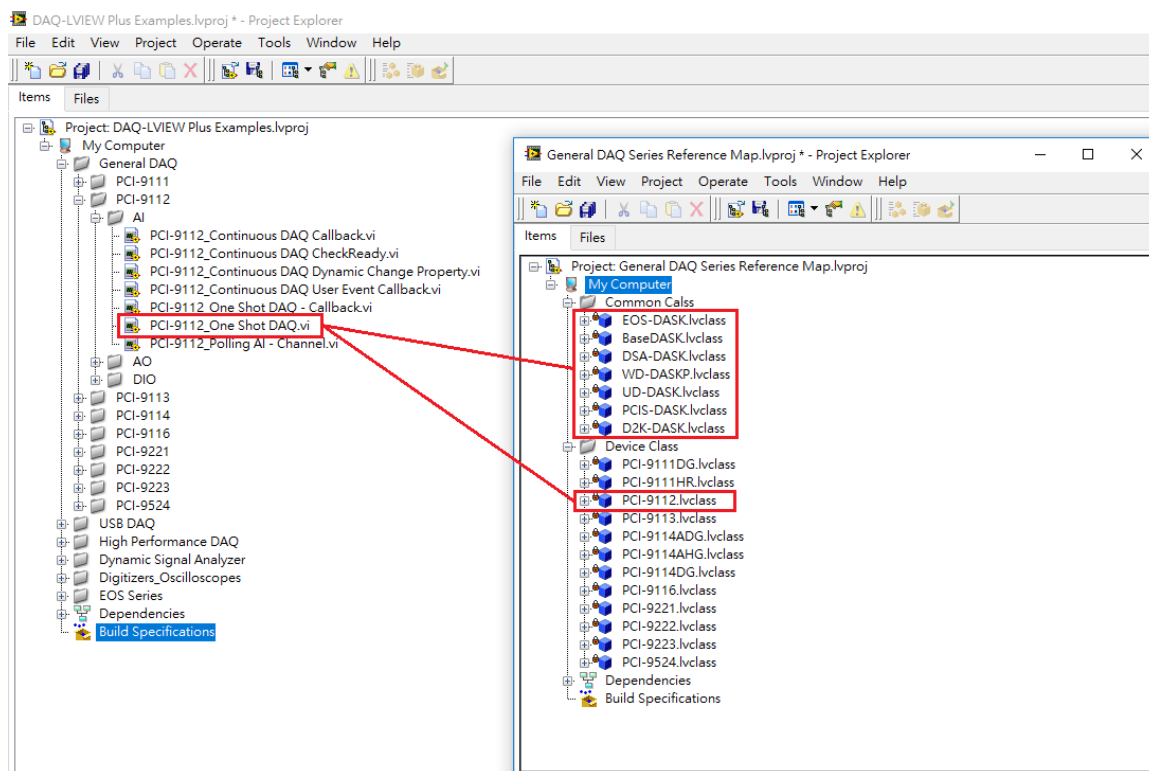 DAQ-LVIEW Plus Examples.lvproj * - Project Explorer
File Edit View Project Operate Tools Window Help
Items Files
Project: DAQ-LVIEW Plus Examples.lvproj
My Computer
General DAQ
PCI-9111
PCI-9112
AI
PCI-9112_Continuous DAQ Callback.vi
PCI-9112_Continuous DAQ CheckReady.vi
PCI-9112_Continuous DAQ Dynamic Change Property.vi
PCI-9112_Continuous DAQ User Event Callback.vi
PCI-9112_One Shot DAQ - Callback.vi
PCI-9112_One Shot DAQ.vi
PCI-9112_Polling AI - Channel.vi
AO
DIO
PCI-9113
PCI-9114
PCI-9116
PCI-9221
PCI-9222
PCI-9223
PCI-9524
USB DAQ
High Performance DAQ
Dynamic Signal Analyzer
Digitizers_Oscilloscopes
EOS Series
Dependencies
Build Specifications
General DAQ Series Reference Map.lvproj * - Project Explorer
File Edit View Project Operate Tools Window Help
Items Files
Project: General DAQ Series Reference Map.lvproj
My Computer
Common Calss
EOS-DASK.lvclass
BaseDASK.lvclass
DSA-DASK.lvclass
WD-DASKP.lvclass
UD-DASK.lvclass
PCIS-DASK.lvclass
D2K-DASK.lvclass
Device Class
PCI-9111DG.lvclass
PCI-9111HR.lvclass
PCI-9112.lvclass
PCI-9113.lvclass
PCI-9114ADG.lvclass
PCI-9114AHG.lvclass
PCI-9114DG.lvclass
PCI-9116.lvclass
PCI-9221.lvclass
PCI-9222.lvclass
PCI-9223.lvclass
PCI-9524.lvclass
Dependencies
Build Specifications